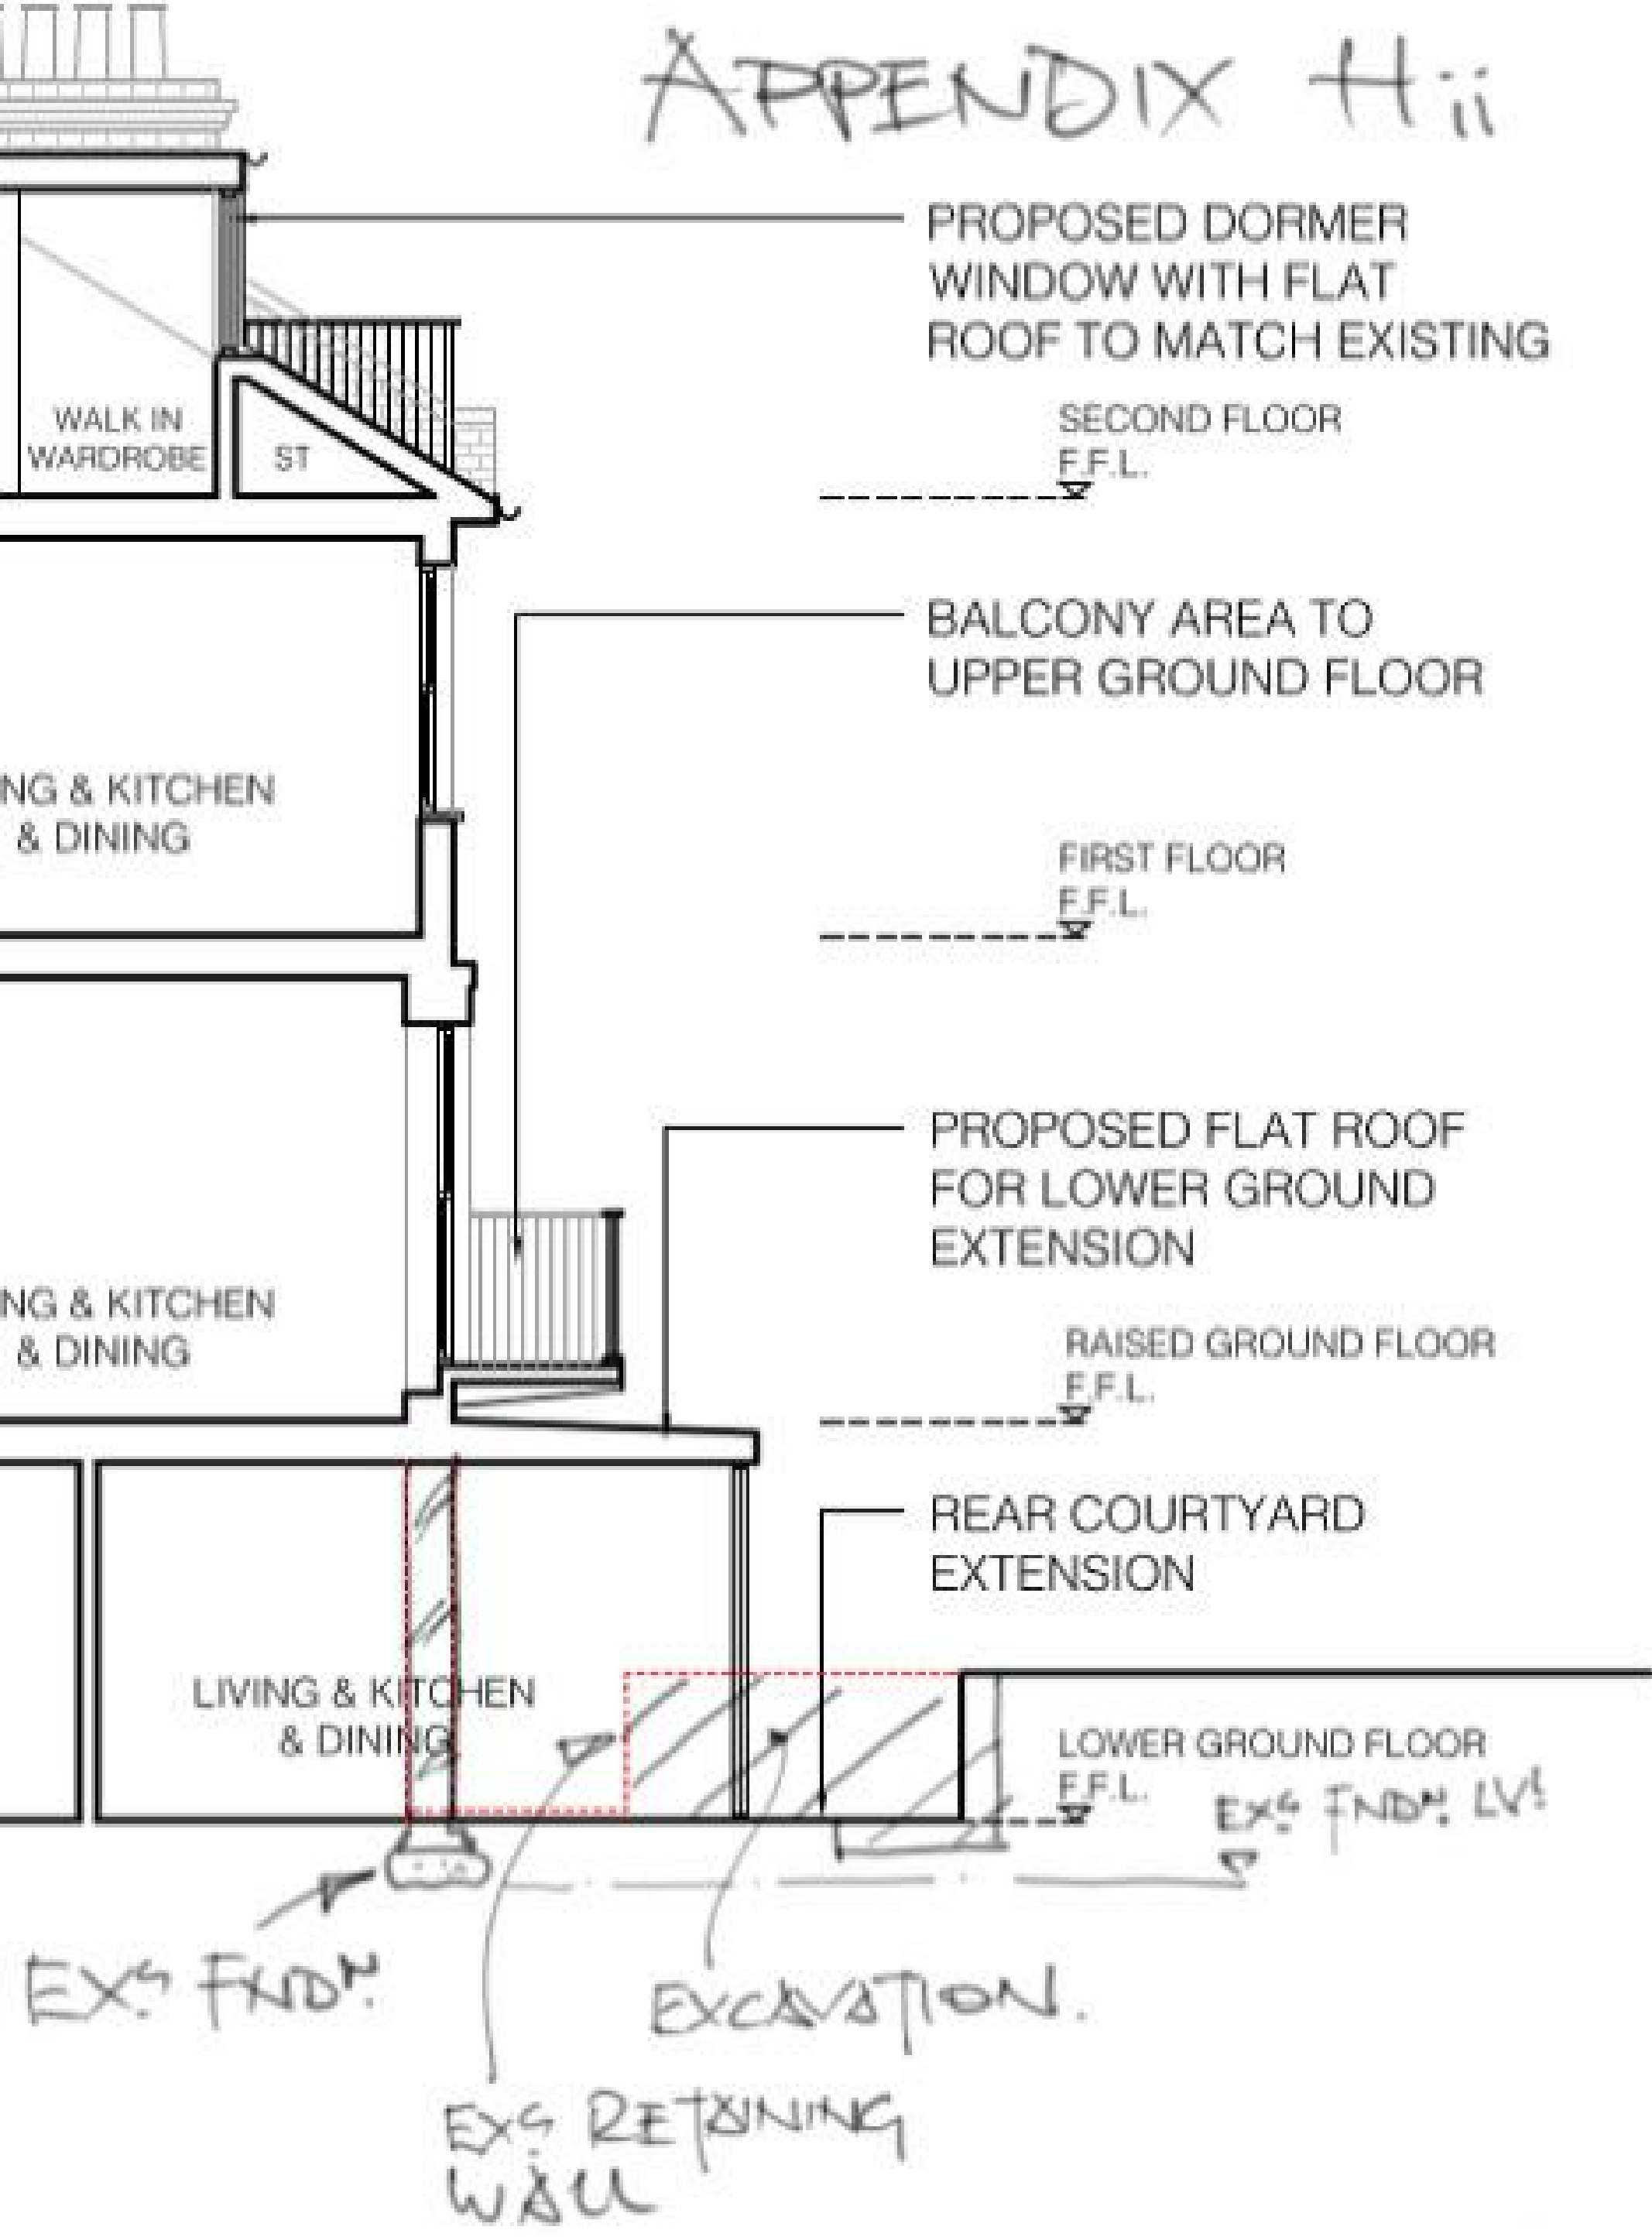 APPENDIX Hii
PROPOSED DORMER
WINDOW WITH FLAT
ROOF TO MATCH EXISTING
SECOND FLOOR
F.F.L.
WALK IN
WARDROBE
ST
BALCONY AREA TO
UPPER GROUND FLOOR
NG & KITCHEN
& DINING
FIRST FLOOR
F.F.L.
PROPOSED FLAT ROOF
FOR LOWER GROUND
EXTENSION
NG & KITCHEN
& DINING
RAISED GROUND FLOOR
F.F.L.
REAR COURTYARD
EXTENSION
LIVING & KITCHEN
& DINING
LOWER GROUND FLOOR
F.F.L.
EXG FNDN LVL
EXG FNDN
EXCAVATION.
EXG RETAINING
WALL